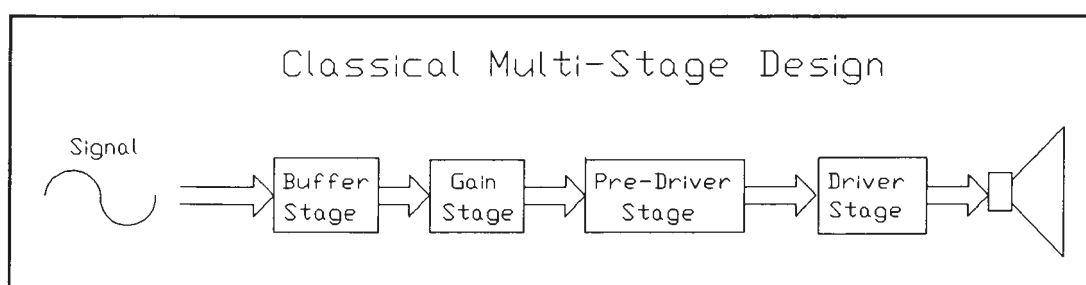 Classical Multi-Stage Design
Signal
Buffer
Stage
Gain
Stage
Pre-Driver
Stage
Driver
Stage